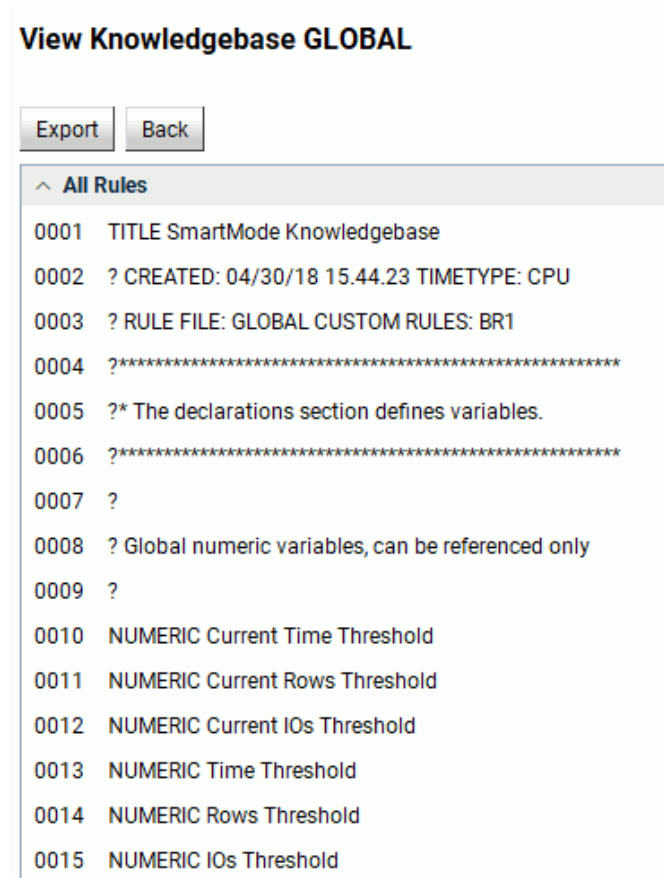 View Knowledgebase GLOBAL
Export Back
All Rules
0001 TITLE SmartMode Knowledgebase
0002 ? CREATED: 04/30/18 15.44.23 TIMETYPE: CPU
0003 ? RULE FILE: GLOBAL CUSTOM RULES: BR1
0004 ?*********************************************************
0005 ?* The declarations section defines variables.
0006 ?*********************************************************
0007 ?
0008 ? Global numeric variables, can be referenced only
0009 ?
0010 NUMERIC Current Time Threshold
0011 NUMERIC Current Rows Threshold
0012 NUMERIC Current IOs Threshold
0013 NUMERIC Time Threshold
0014 NUMERIC Rows Threshold
0015 NUMERIC IOs Threshold